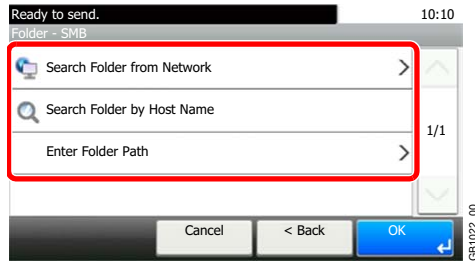 Ready to send.
10:10
Folder - SMB
Search Folder from Network
Search Folder by Host Name
1/1
Enter Folder Path
Cancel
< Back
OK
GB1022_00